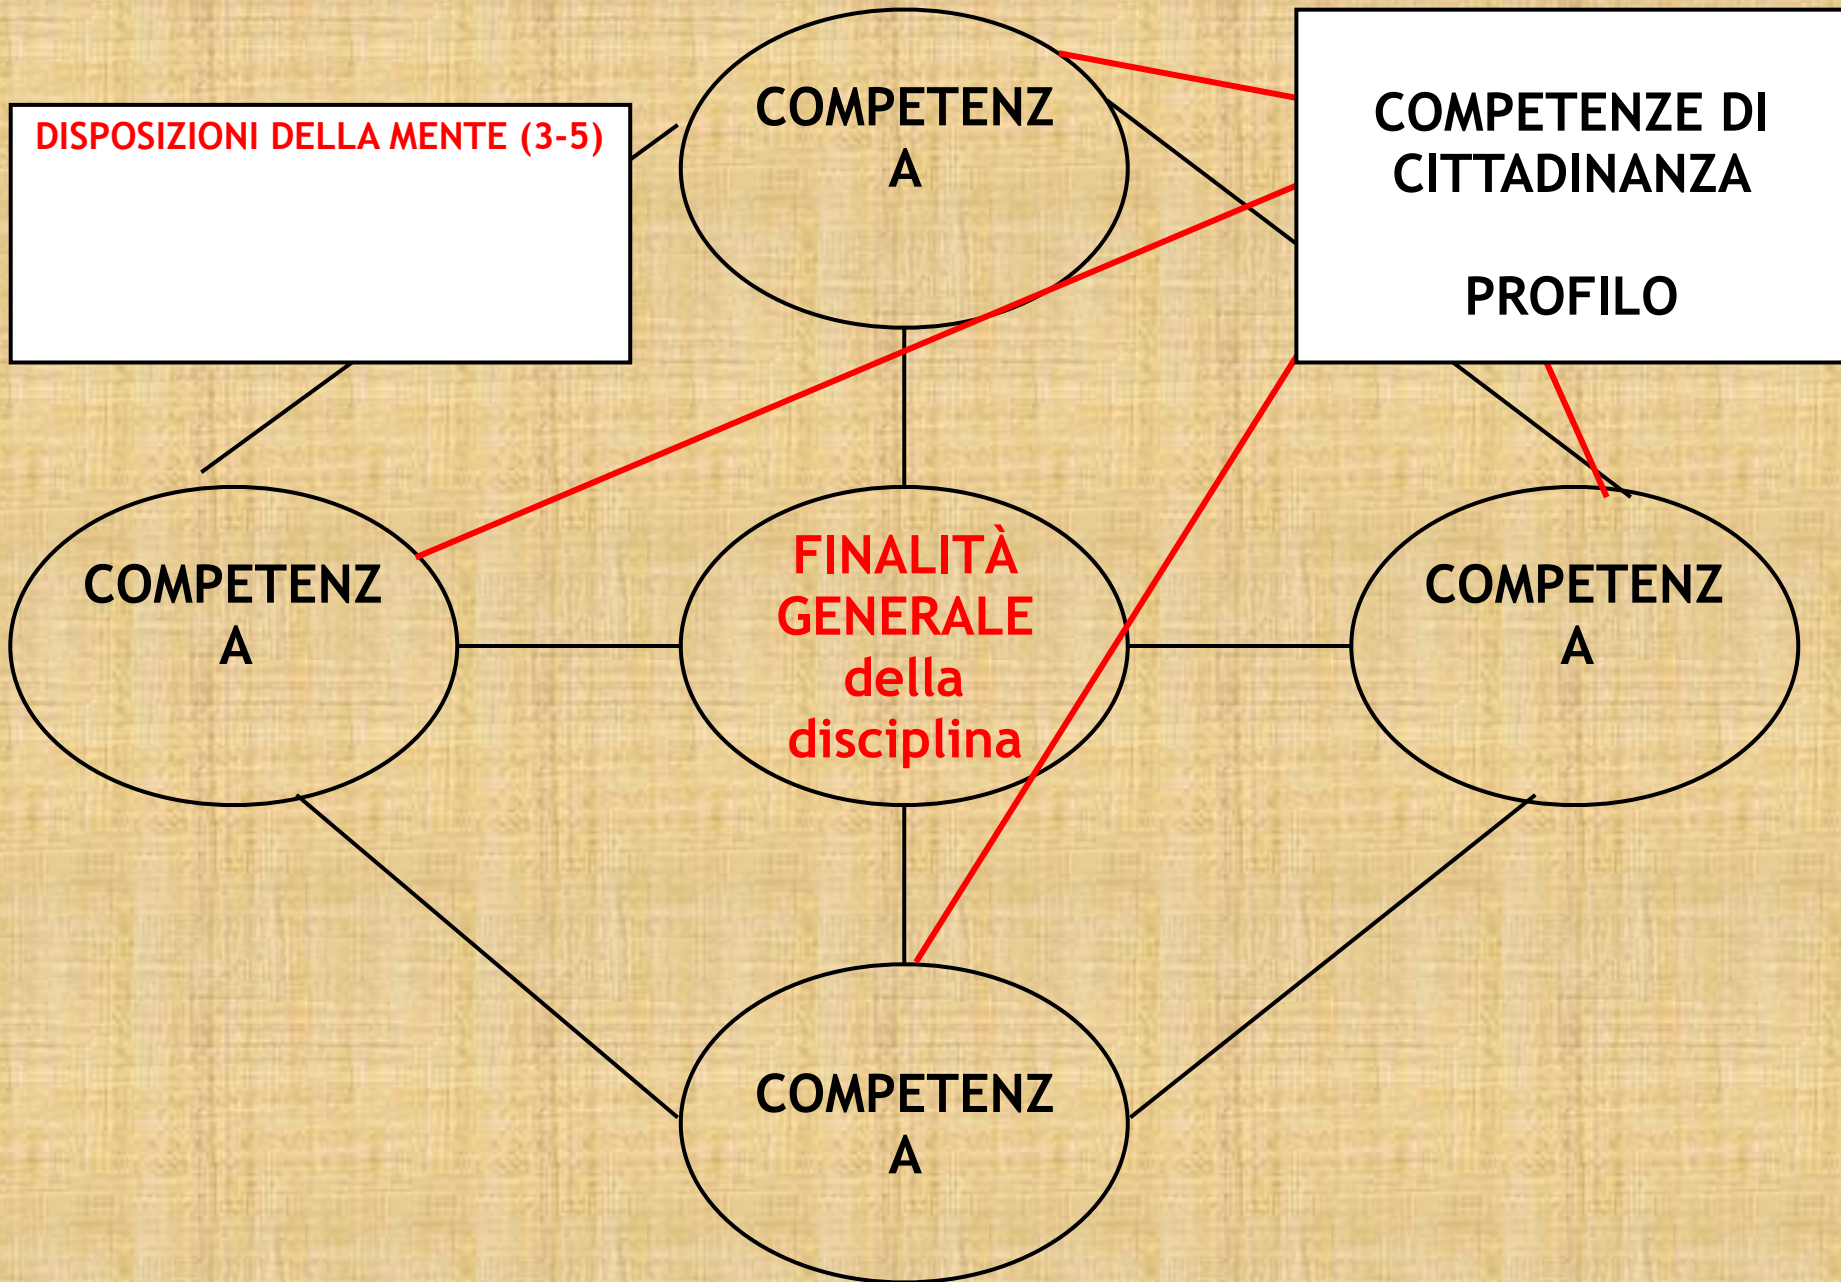 COMPETENZ
A
DISPOSIZIONI DELLA MENTE (3-5)
COMPETENZE DI
CITTADINANZA
PROFILO
COMPETENZ
A
FINALITÀ
GENERALE
della
disciplina
COMPETENZ
A
COMPETENZ
A